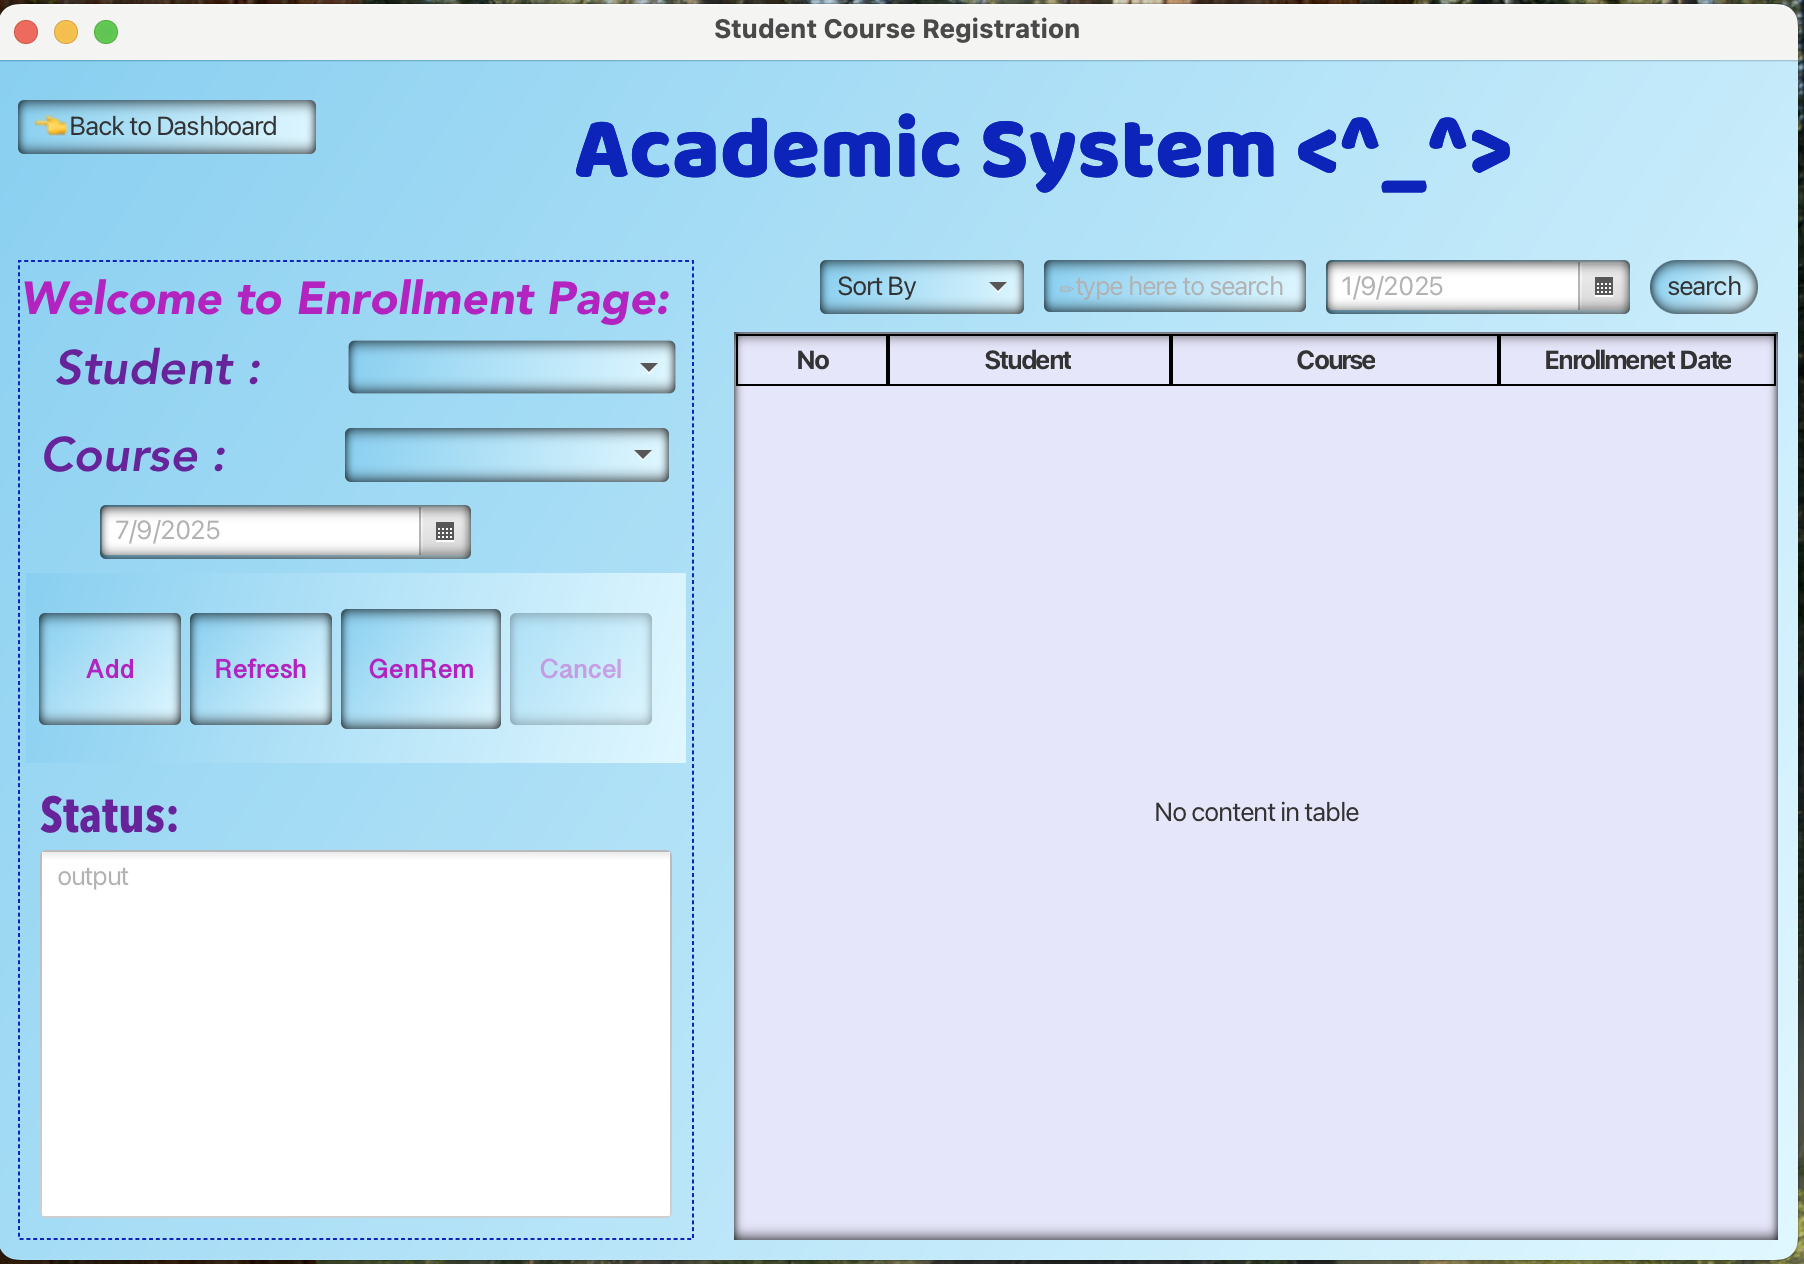 Student Course Registration
👈Back to Dashboard
Academic System <^_^>
Welcome to Enrollment Page:
Student :
Course :
7/9/2025
Add
Refresh
GenRem
Cancel
Status:
output
Sort By
✏type here to search
1/9/2025
search
No
Student
Course
Enrollmenet Date
No content in table